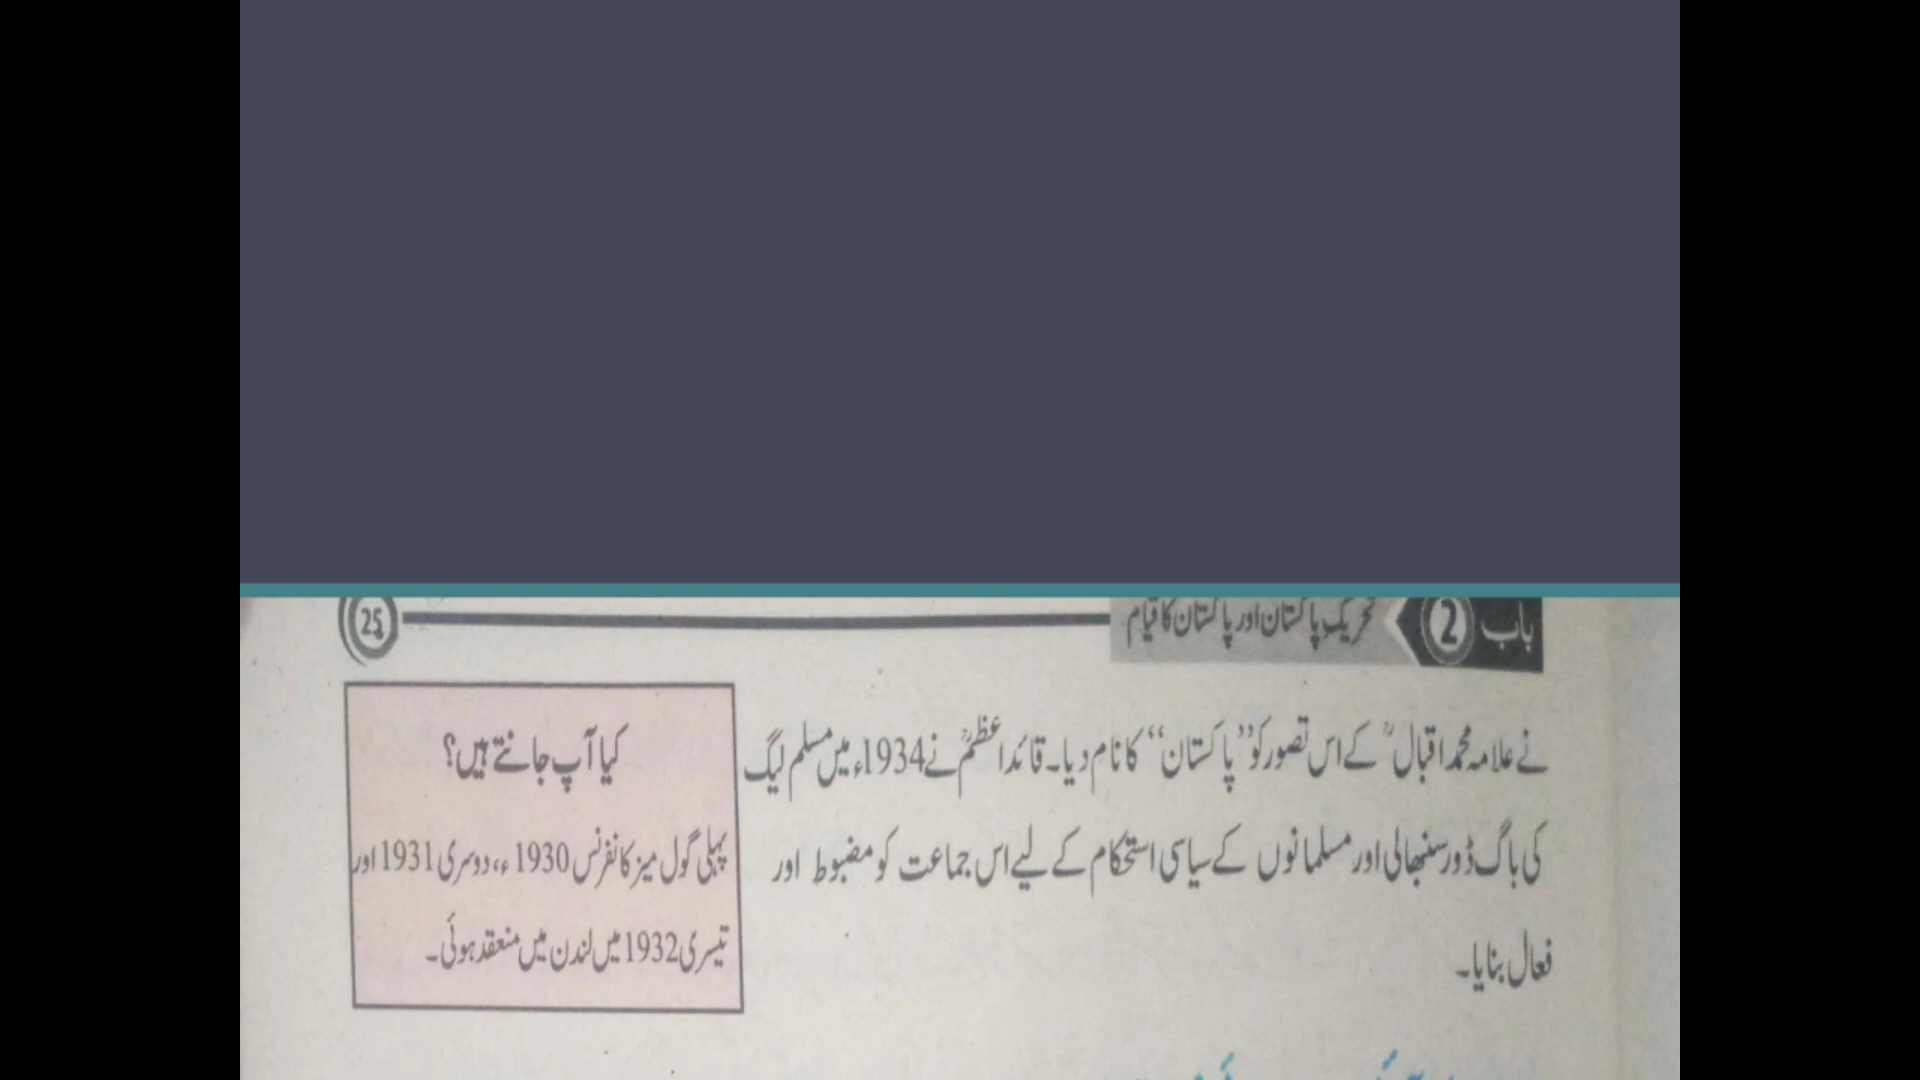 باب 2 تحریکِ پاکستان اور پاکستان کا قیام 25
نے علامہ محمد اقبالؒ کے اس تصور کو ”پاکستان“ کا نام دیا۔ قائداعظمؒ نے 1934ء میں مسلم لیگ
کی باگ ڈور سنبھالی اور مسلمانوں کے سیاسی استحکام کے لیے اس جماعت کو مضبوط اور
فعال بنایا۔
کیا آپ جانتے ہیں؟
پہلی گول میز کانفرنس 1930ء، دوسری 1931 اور
تیسری 1932 میں لندن میں منعقد ہوئی۔